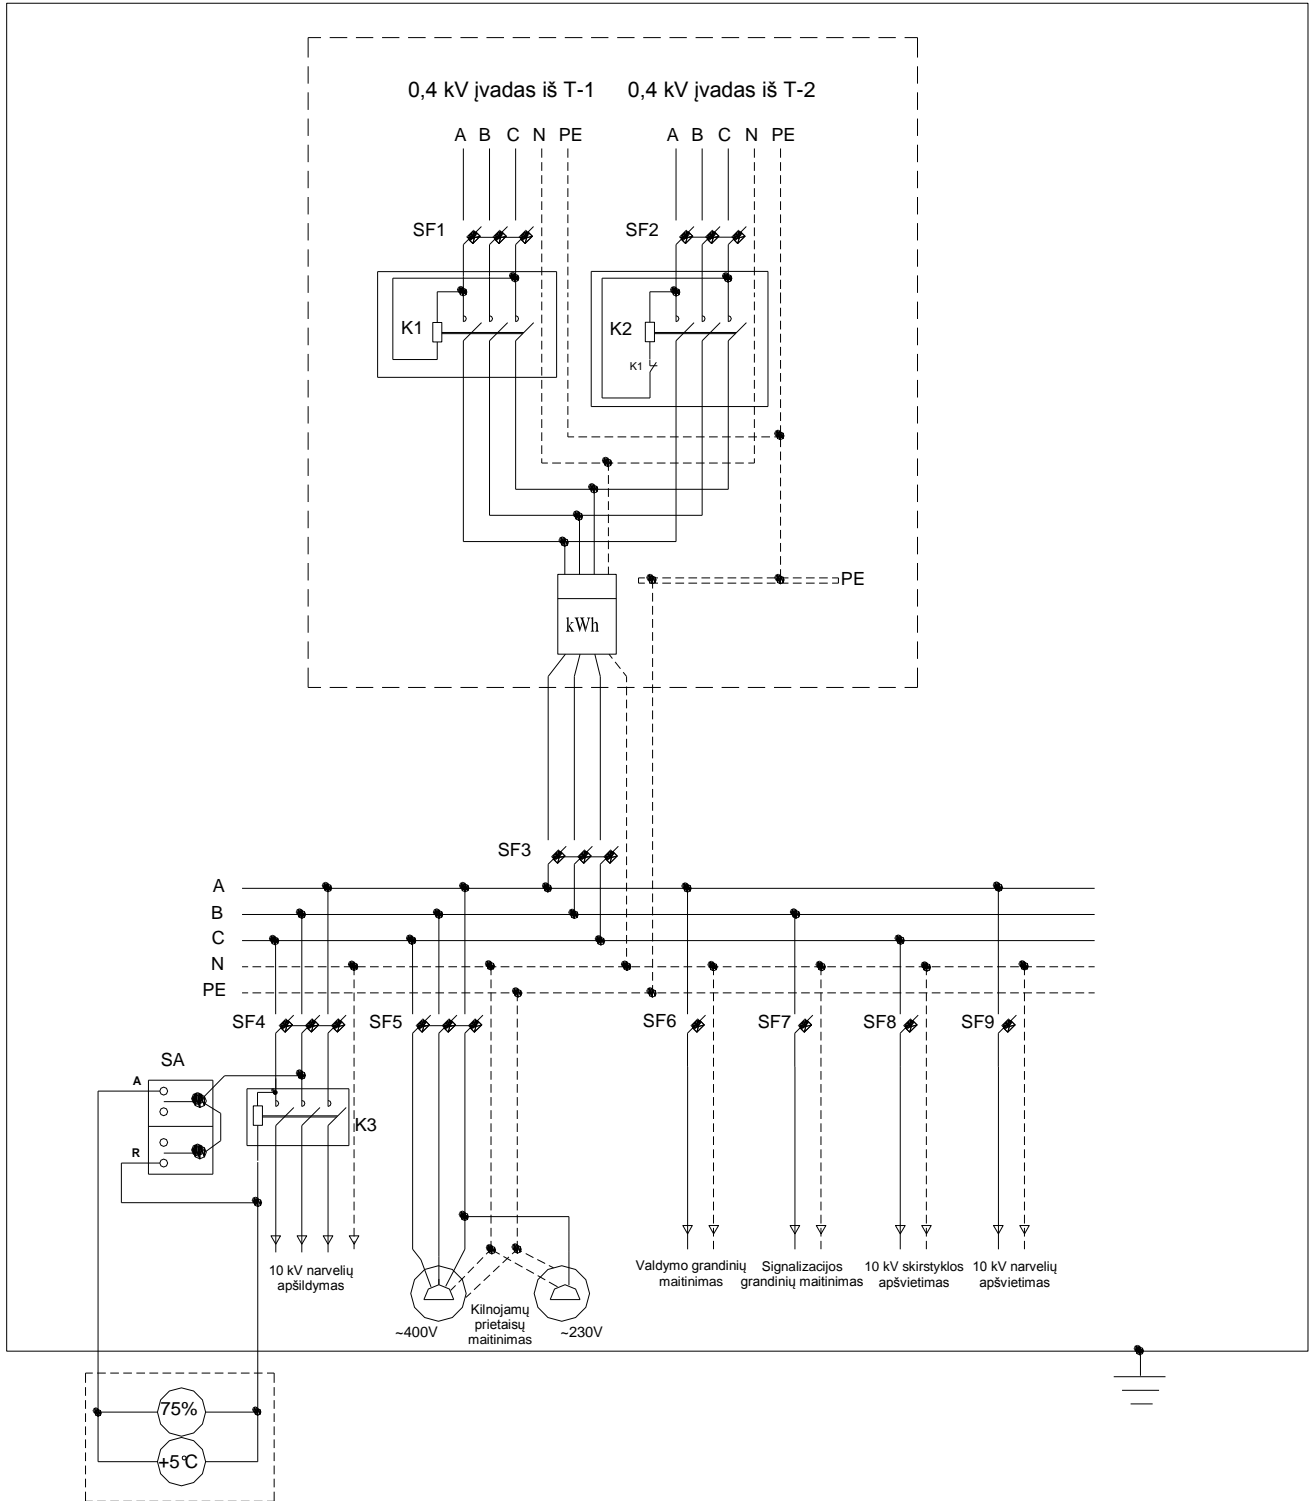 0,4 kV įvadas iš T-1
0,4 kV įvadas iš T-2
A B C N PE
A B C N PE
SF1
SF2
K1
K2
K1
PE
kWh
SF3
A
B
C
N
PE
SF4
SF5
SF6
SF7
SF8
SF9
SA
A
R
K3
10 kV narvelių
apšildymas
~400V
Kilnojamų
prietaisų
maitinimas
~230V
Valdymo grandinių
maitinimas
Signalizacijos
grandinių maitinimas
10 kV skirstyklos
apšvietimas
10 kV narvelių
apšvietimas
75%
+5°C